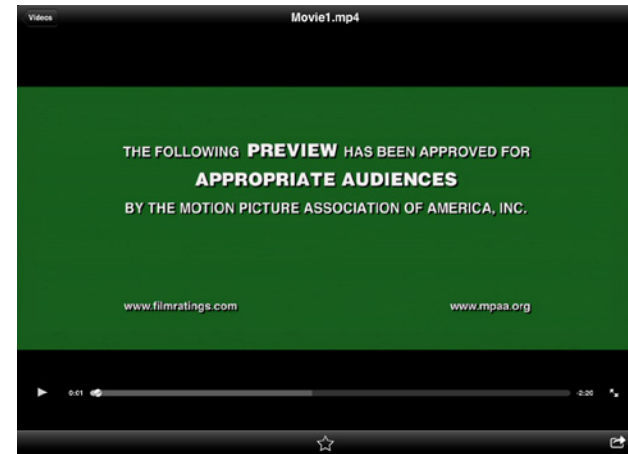 Videos
Movie1.mp4
THE FOLLOWING PREVIEW HAS BEEN APPROVED FOR
APPROPRIATE AUDIENCES
BY THE MOTION PICTURE ASSOCIATION OF AMERICA, INC.
www.filmratings.com www.mpaa.org
0:01 -2:20